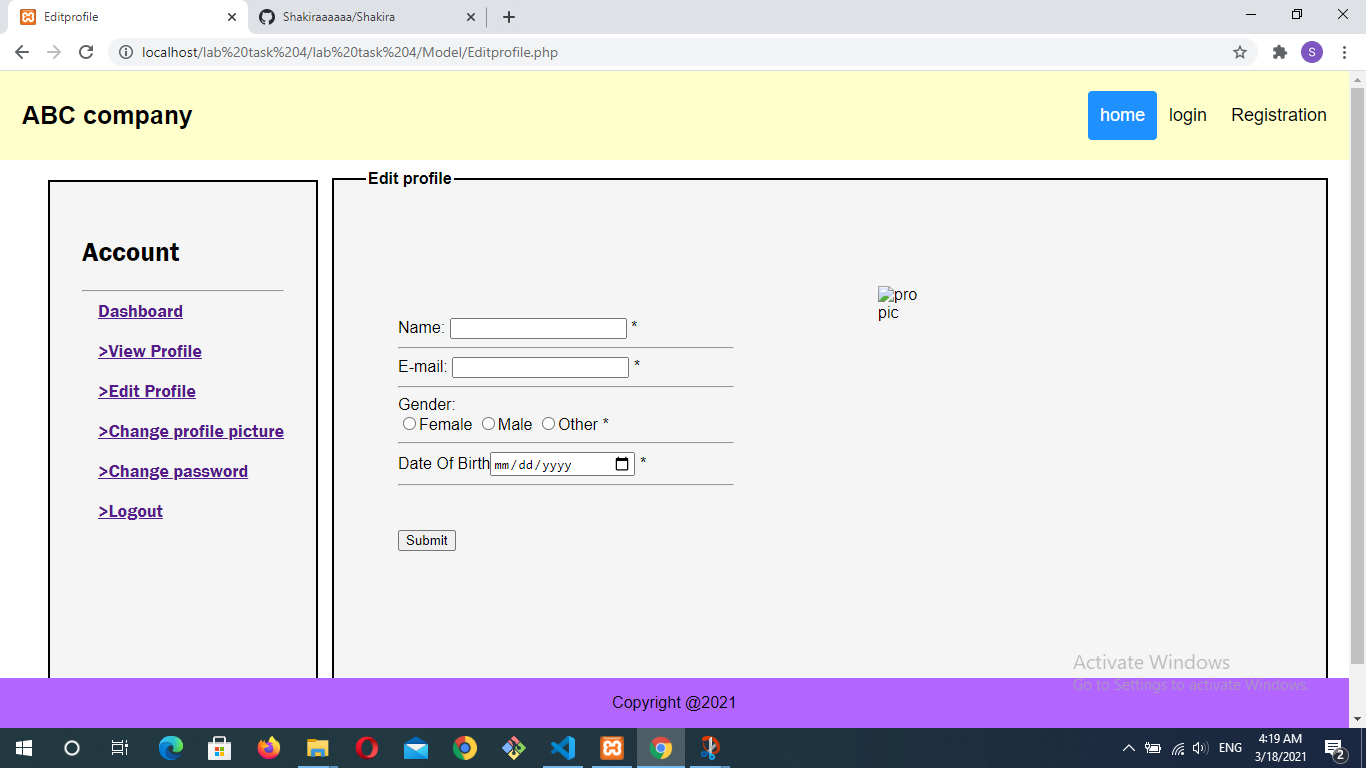 Editprofile
Shakiraaaaaa/Shakira
localhost/lab%20task%204/lab%20task%204/Model/Editprofile.php
S
ABC company
home login Registration
Edit profile
Account
Dashboard
>View Profile
>Edit Profile
>Change profile picture
>Change password
>Logout
pro
pic
Name: *
E-mail: *
Gender:
Female Male Other *
Date Of Birth mm/dd/yyyy *
Submit
Activate Windows
Go to Settings to activate Windows.
Copyright @2021
ENG
4:19 AM
3/18/2021
2